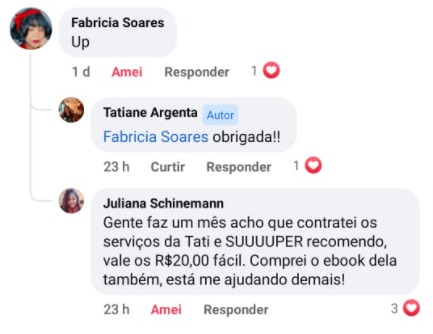 Fabricia Soares
Up
1 d Amei Responder 1
Tatiane Argenta Autor
Fabricia Soares obrigada!!
23 h Curtir Responder 1
Juliana Schinemann
Gente faz um mês acho que contratei os
serviços da Tati e SUUUUPER recomendo,
vale os R$20,00 fácil. Comprei o ebook dela
também, está me ajudando demais!
23 h Amei Responder 3